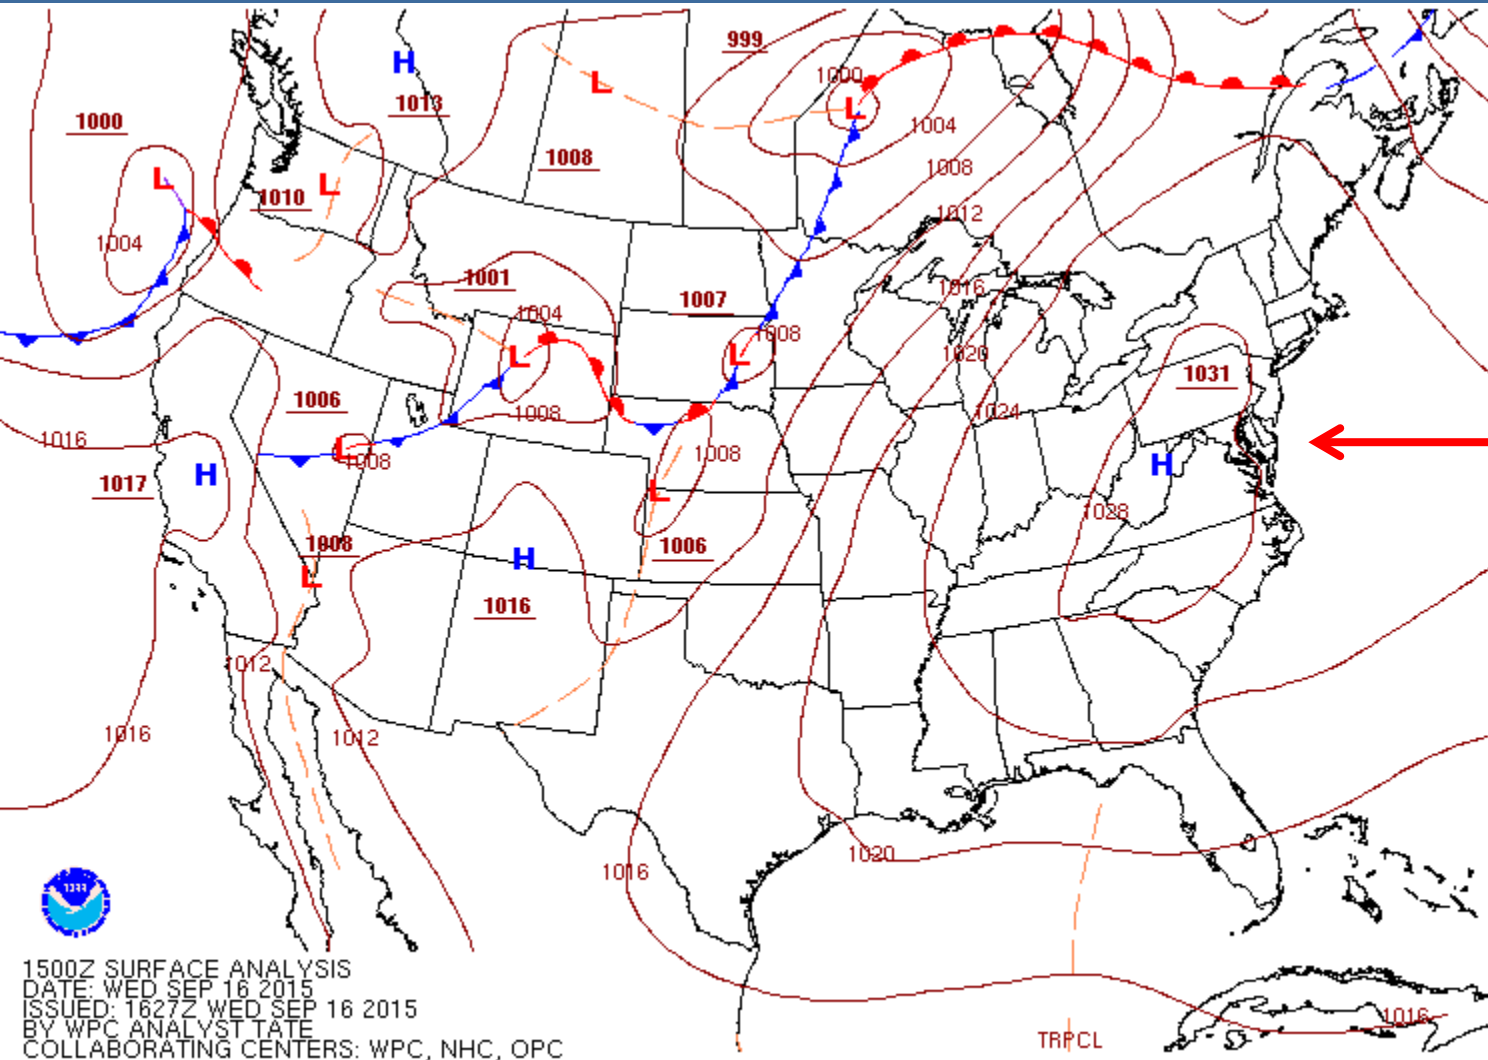 999
H
L
1000
1013
1000
L
1004
1008
1008
L
L
1010
1012
1004
1001
1016
1007
1004
1008
L
L
1020
1031
1006
1008
1024
1016
L
1008
1008
H
H
1017
L
1028
1008
1006
H
L
1016
1012
1016
1012
1020
1016
1500Z SURFACE ANALYSIS
DATE: WED SEP 16 2015
ISSUED: 1627Z WED SEP 16 2015
BY WPC ANALYST TATE
COLLABORATING CENTERS: WPC, NHC, OPC
1016
TRPCL